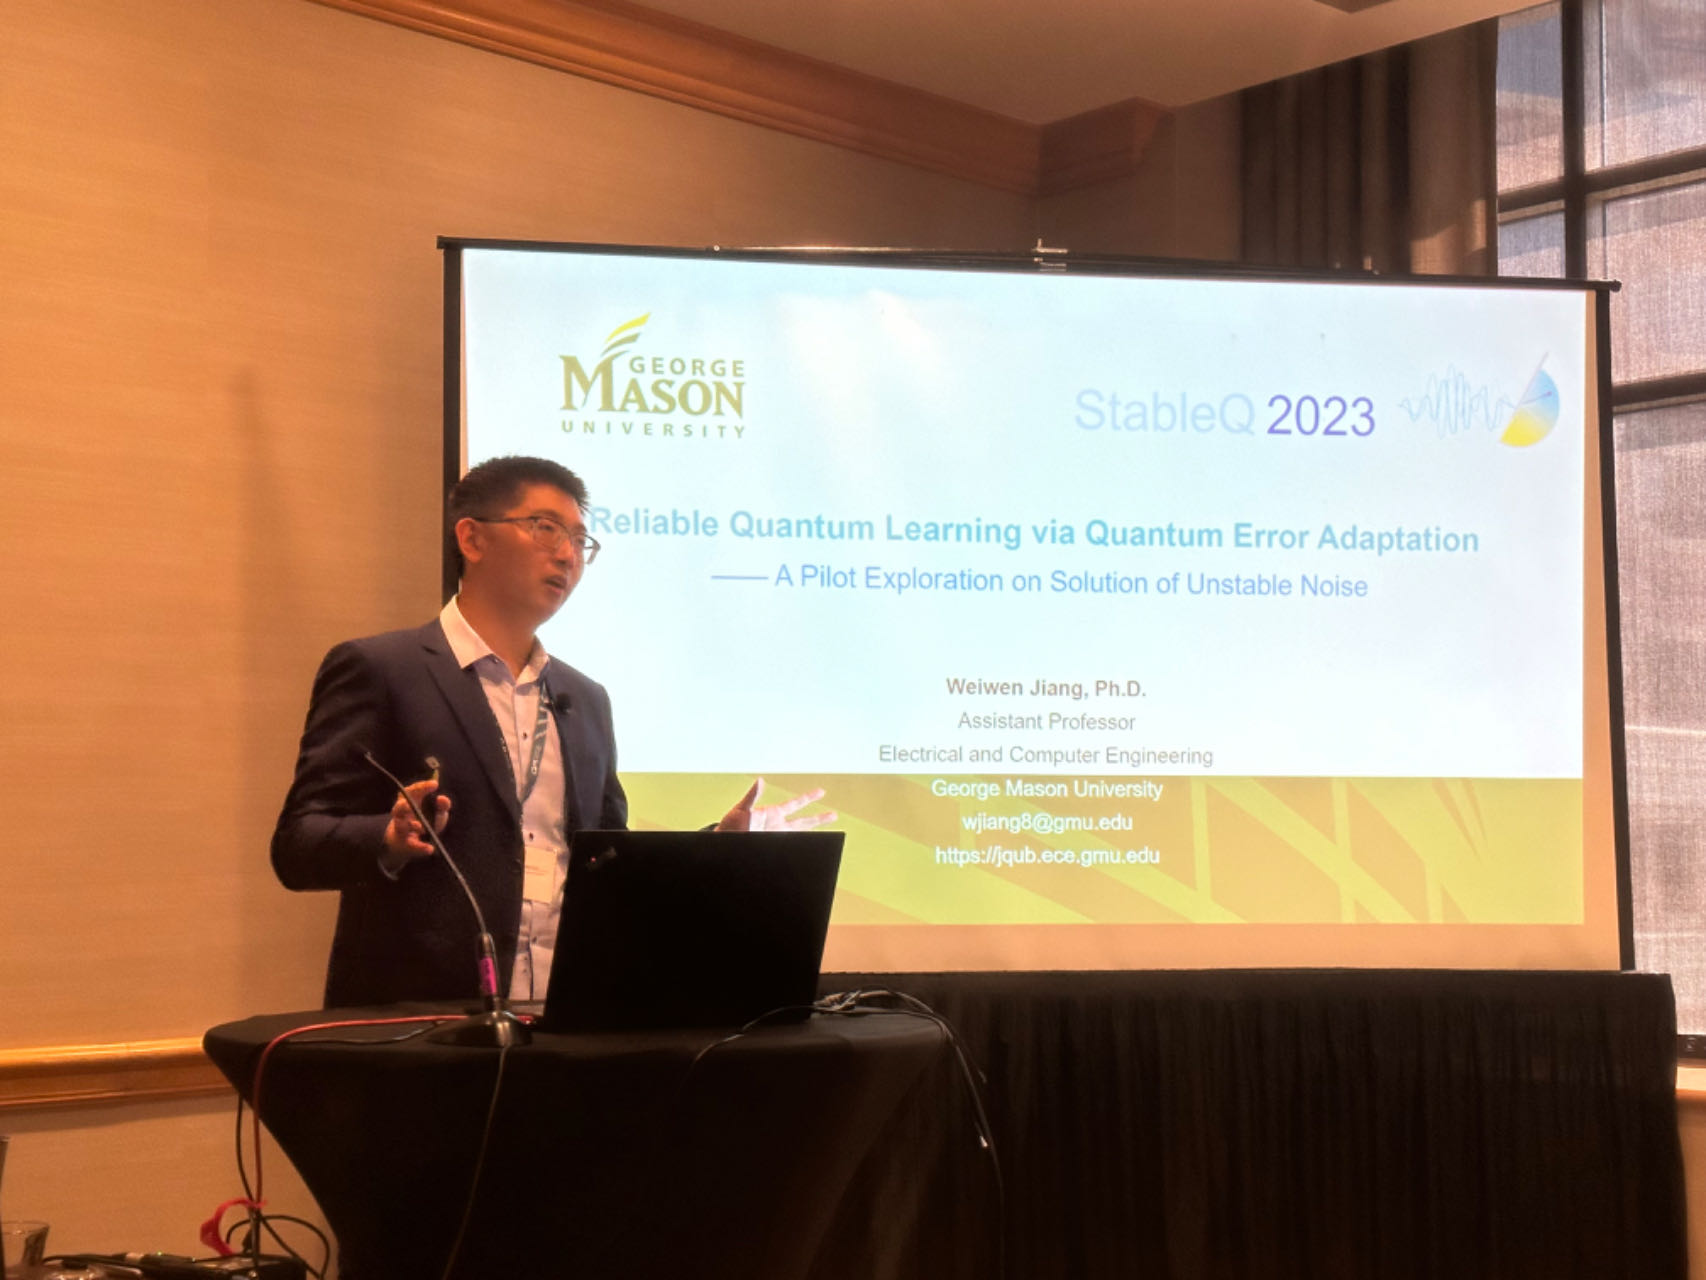 GEORGE
MASON
UNIVERSITY
StableQ 2023
Reliable Quantum Learning via Quantum Error Adaptation
—— A Pilot Exploration on Solution of Unstable Noise
Weiwen Jiang, Ph.D.
Assistant Professor
Electrical and Computer Engineering
George Mason University
wjiang8@gmu.edu
https://jqub.ece.gmu.edu